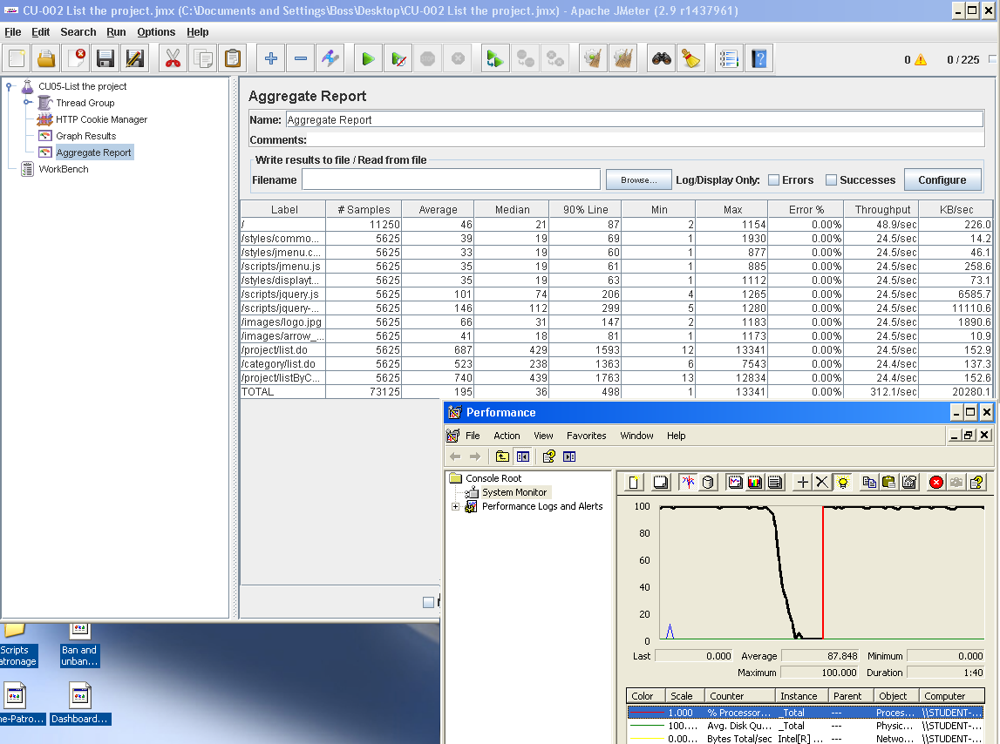 CU-002 List the project.jmx (C:\Documents and Settings\Boss\Desktop\CU-002 List the project.jmx) - Apache JMeter (2.9 r1437961)
File Edit Search Run Options Help
0 0 / 225
CU05-List the project
Thread Group
HTTP Cookie Manager
Graph Results
Aggregate Report
WorkBench
Aggregate Report
Name: Aggregate Report
Comments:
Write results to file / Read from file
Filename Browse... Log/Display Only: Errors Successes Configure
Label # Samples Average Median 90% Line Min Max Error % Throughput KB/sec
/ 11250 46 21 87 2 1154 0.00% 48.9/sec 226.0
/styles/commo... 5625 39 19 69 1 1930 0.00% 24.5/sec 14.2
/styles/jmenu.c... 5625 33 19 60 1 877 0.00% 24.5/sec 46.1
/scripts/jmenu.js 5625 35 19 61 1 885 0.00% 24.5/sec 258.6
/styles/displayt... 5625 35 19 63 1 1112 0.00% 24.5/sec 73.1
/scripts/jquery.js 5625 101 74 206 4 1265 0.00% 24.5/sec 6585.7
/scripts/jquery-... 5625 146 112 299 5 1280 0.00% 24.5/sec 11110.6
/images/logo.jpg 5625 66 31 147 2 1183 0.00% 24.5/sec 1890.6
/images/arrow_... 5625 41 18 81 1 1173 0.00% 24.5/sec 10.9
/project/list.do 5625 687 429 1593 12 13341 0.00% 24.5/sec 152.9
/category/list.do 5625 523 238 1363 6 7543 0.00% 24.4/sec 137.3
/project/listByC... 5625 740 439 1763 13 12834 0.00% 24.4/sec 152.6
TOTAL 73125 195 36 498 1 13341 0.00% 312.1/sec 20280.1
Performance
File Action View Favorites Window Help
Console Root
System Monitor
Performance Logs and Alerts
100
80
60
40
20
0
Last 0.000 Average 87.848 Minimum 0.000
Maximum 100.000 Duration 1:40
Color Scale Counter Instance Parent Object Computer
1.000 % Processor... _Total --- Proces... \\STUDENT-...
100.... Avg. Disk Qu... _Total --- Physic... \\STUDENT-...
0.00... Bytes Total/sec Intel[R] ... --- Netwo... \\STUDENT-...
Scripts
atronage
Ban and
unban...
ne-Patro...
Dashboard...